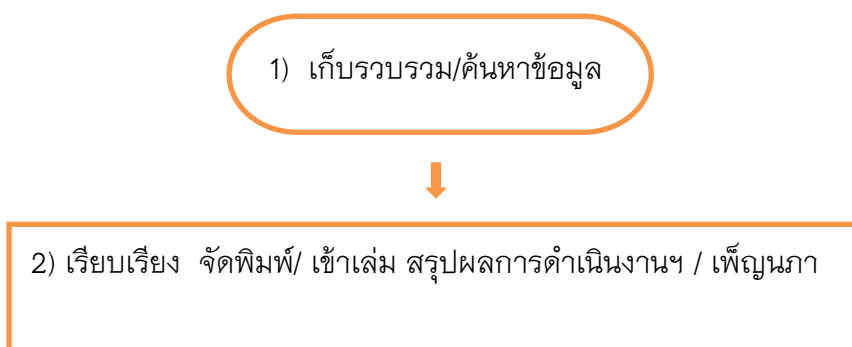 1) เก็บรวบรวม/ค้นหาข้อมูล
2) เรียบเรียง จัดพิมพ์/ เข้าเล่ม สรุปผลการดำเนินงานฯ / เพ็ญนภา